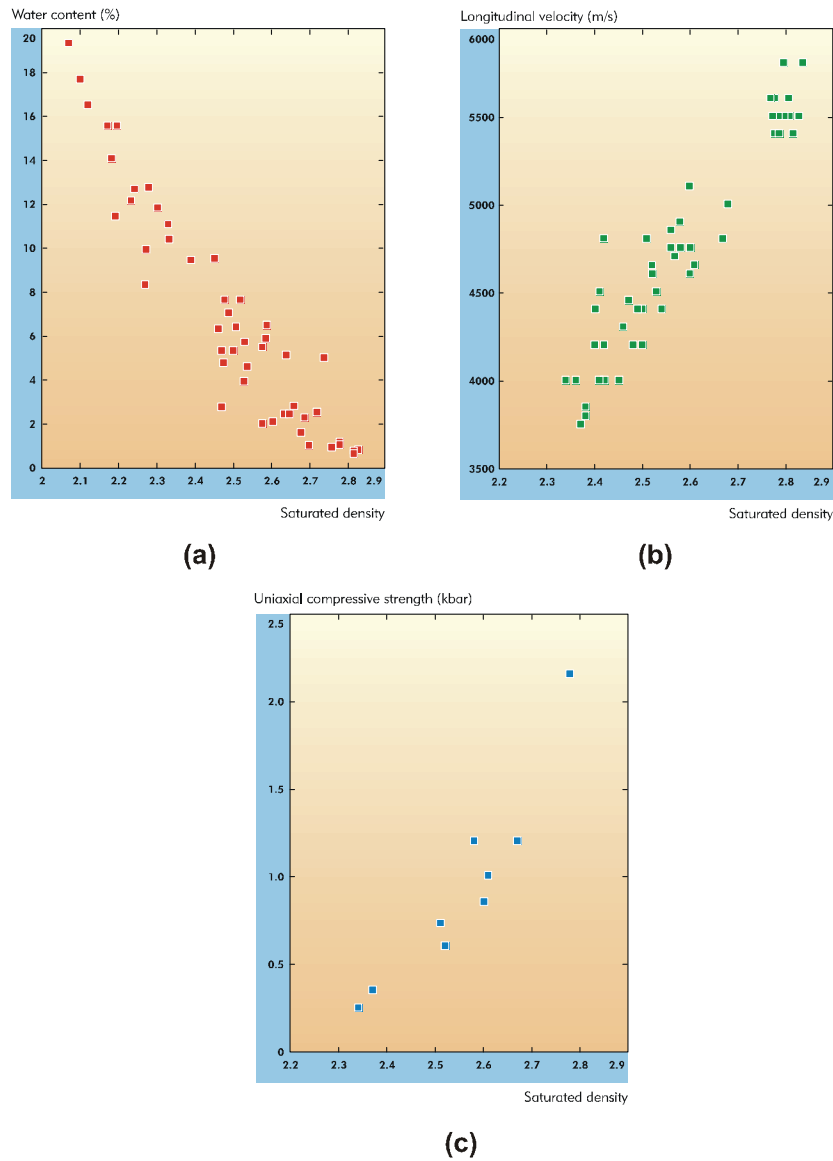 Water content (%)
20
18
16
14
12
10
8
6
4
2
0
2 2.1 2.2 2.3 2.4 2.5 2.6 2.7 2.8 2.9
Saturated density
(a)
Longitudinal velocity (m/s)
6000
5500
5000
4500
4000
3500
2.2 2.3 2.4 2.5 2.6 2.7 2.8 2.9
Saturated density
(b)
Uniaxial compressive strength (kbar)
2.5
2.0
1.5
1.0
0.5
0
2.2 2.3 2.4 2.5 2.6 2.7 2.8 2.9
Saturated density
(c)